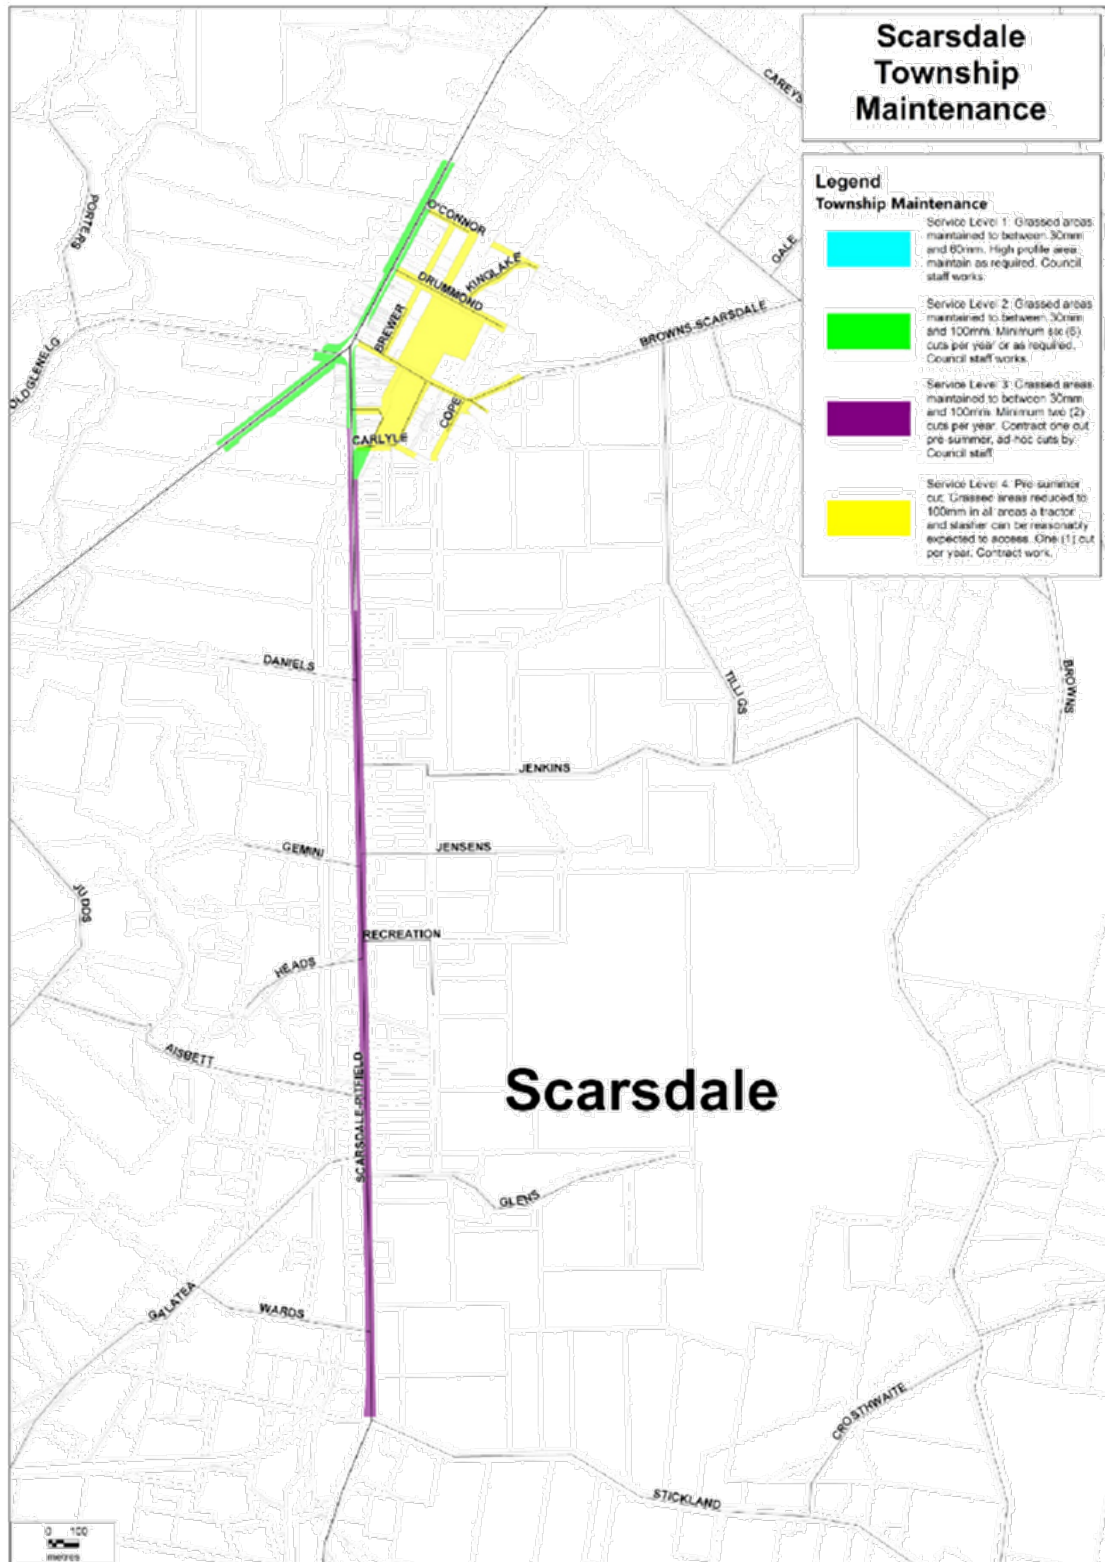 Scarsdale
Township
Maintenance
Legend
Township Maintenance
Service Level 1: Grassed areas
maintained to between 30mm
and 60mm. High profile area
maintain as required. Council
staff works.
Service Level 2: Grassed areas
maintained to between 30mm
and 100mm. Minimum six (6)
cuts per year or as required.
Council staff works.
Service Level 3: Grassed areas
maintained to between 30mm
and 100mm. Minimum two (2)
cuts per year. Contract one cut
pre-summer, ad-hoc cuts by
Council staff
Service Level 4: Pre-summer
cut. Grassed areas reduced to
100mm in all areas a tractor
and slasher can be reasonably
expected to access. One (1) cut
per year. Contract work.
CAREYS
PORTERS
O'CONNOR
GALE
KINGLAKE
DRUMMOND
BREWER
BROWNS-SCARSDALE
OLD GLENELG
COPE
CARLYLE
DANIELS
TILLIGS
BROWNS
JENKINS
GEMINI
JENSENS
JUDDS
RECREATION
HEADS
AISBETT
SCARSDALE-PITFIELD
Scarsdale
GLENS
GALATEA
WARDS
CROSTHWAITE
STICKLAND
0 100
metres